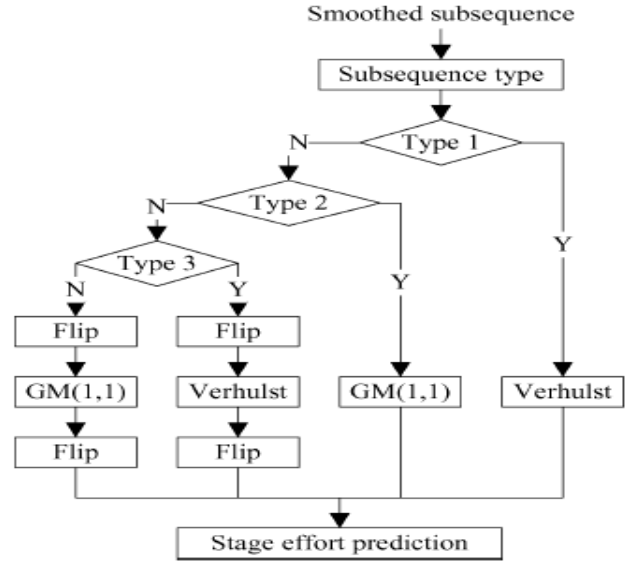 Smoothed subsequence
Subsequence type
Type 1
N
Type 2
N
Y
Type 3
Y
N
Y
Flip
Flip
GM(1,1)
Verhulst
GM(1,1)
Verhulst
Flip
Flip
Stage effort prediction